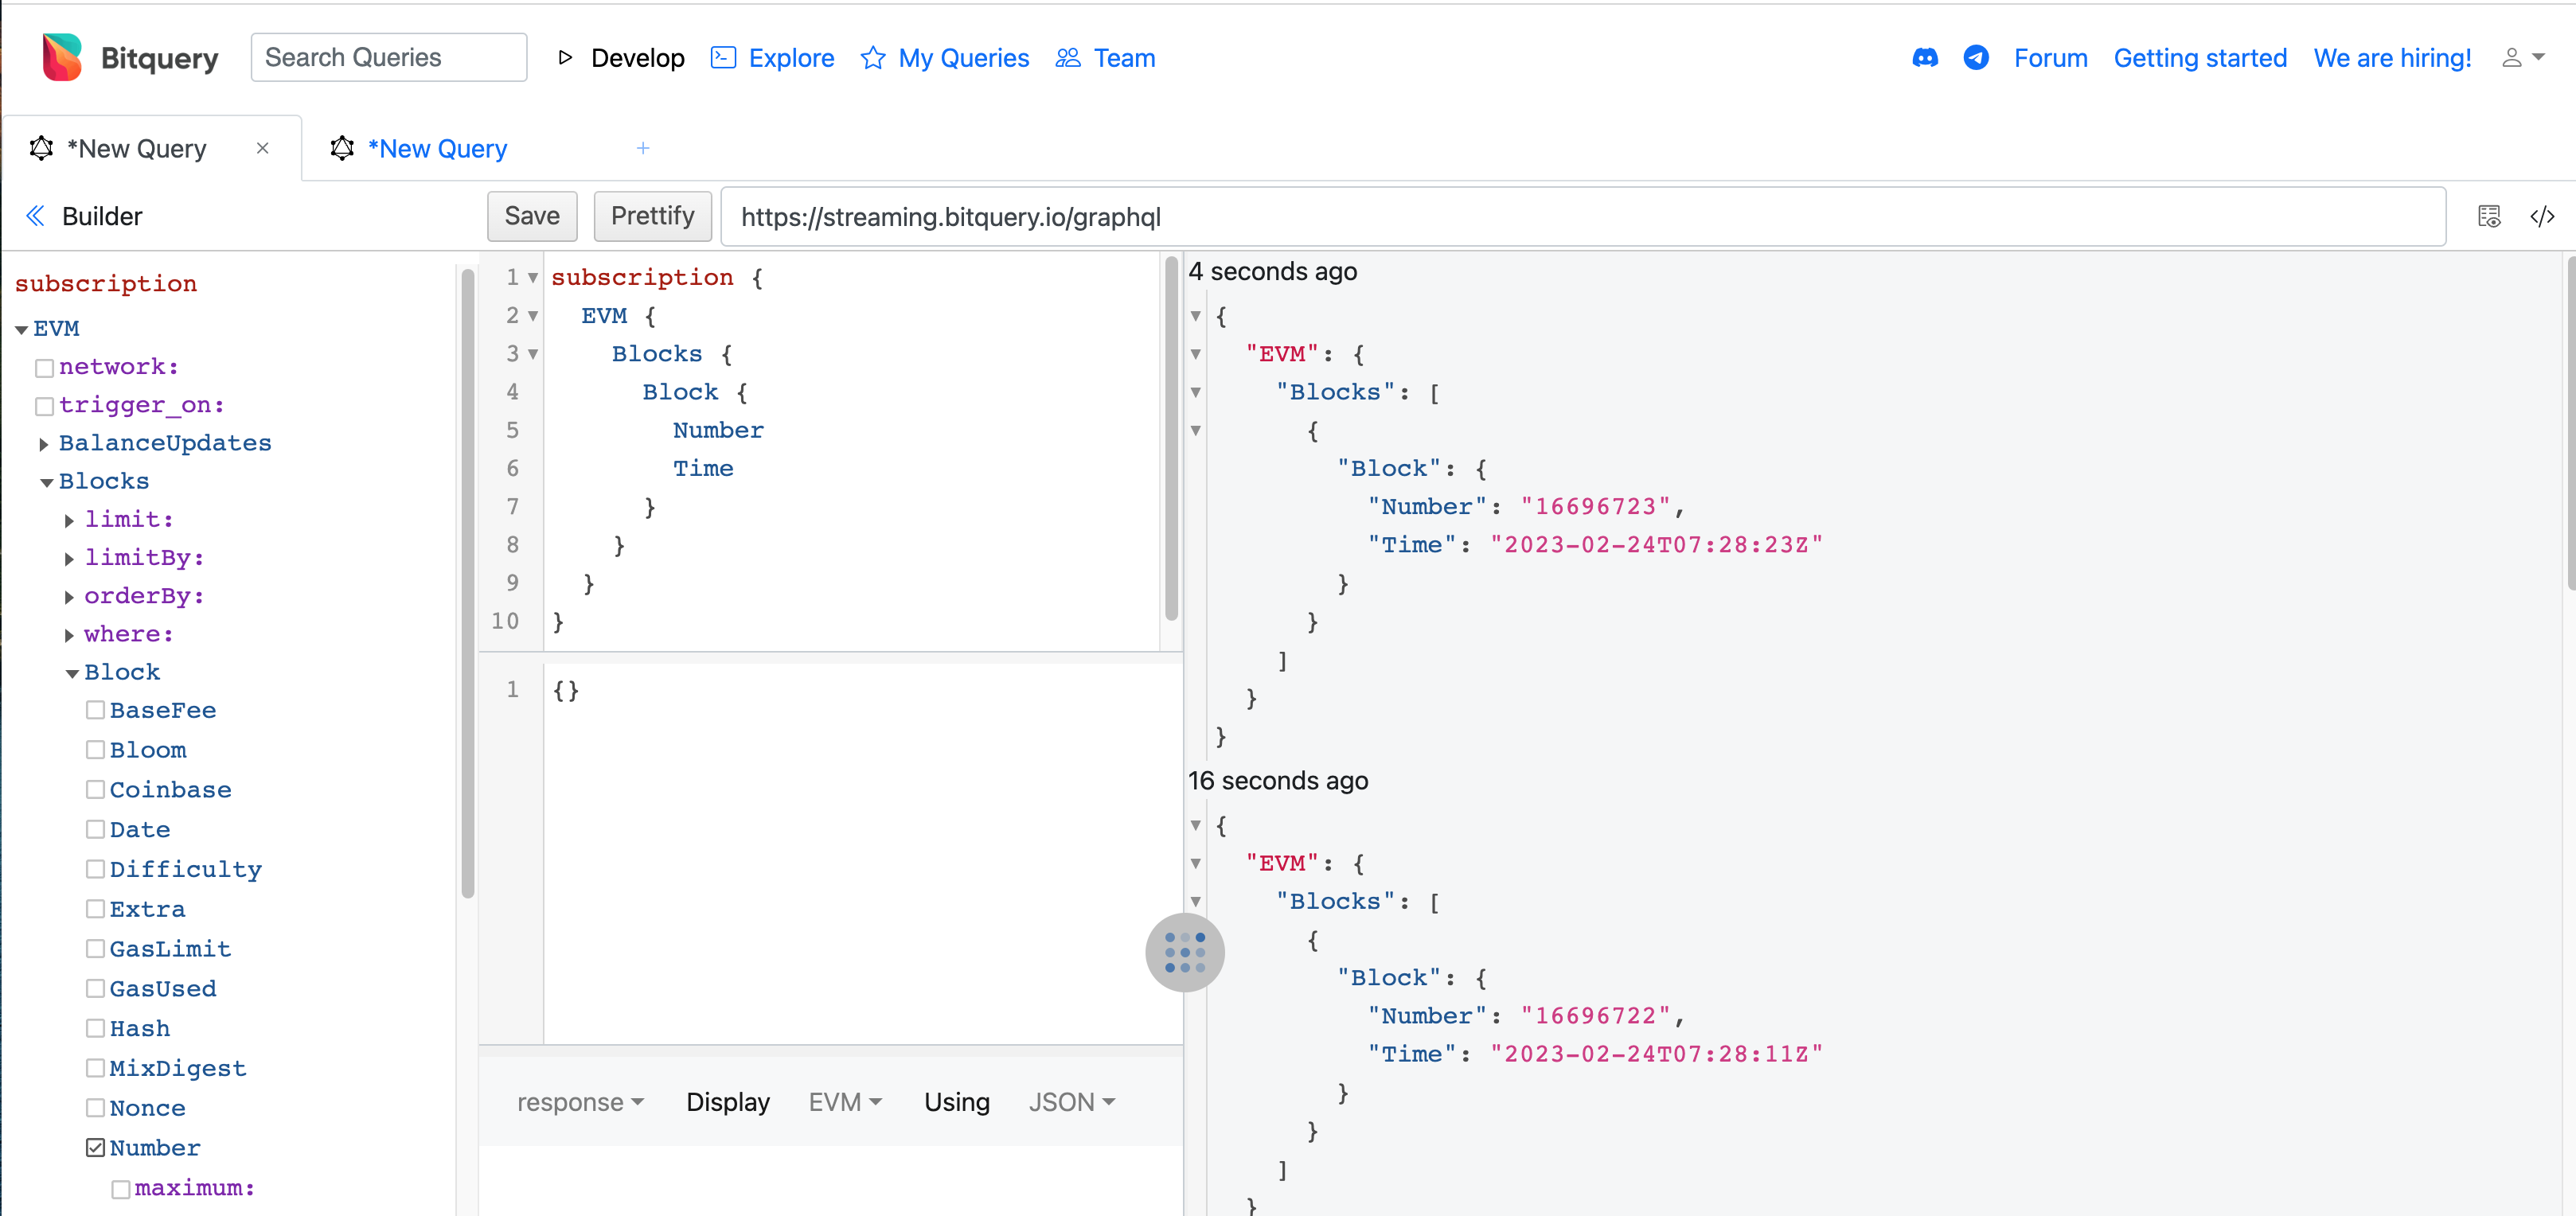 Bitquery Search Queries Develop Explore My Queries Team Forum Getting started We are hiring!
*New Query × *New Query +
Builder Save Prettify https://streaming.bitquery.io/graphql </>
subscription
EVM
network:
trigger_on:
BalanceUpdates
Blocks
limit:
limitBy:
orderBy:
where:
Block
BaseFee
Bloom
Coinbase
Date
Difficulty
Extra
GasLimit
GasUsed
Hash
MixDigest
Nonce
Number
maximum:
1 subscription {
2 EVM {
3 Blocks {
4 Block {
5 Number
6 Time
7 }
8 }
9 }
10 }
1 {}
response Display EVM Using JSON
4 seconds ago
{
"EVM": {
"Blocks": [
{
"Block": {
"Number": "16696723",
"Time": "2023-02-24T07:28:23Z"
}
}
]
}
}
16 seconds ago
{
"EVM": {
"Blocks": [
{
"Block": {
"Number": "16696722",
"Time": "2023-02-24T07:28:11Z"
}
}
]
}